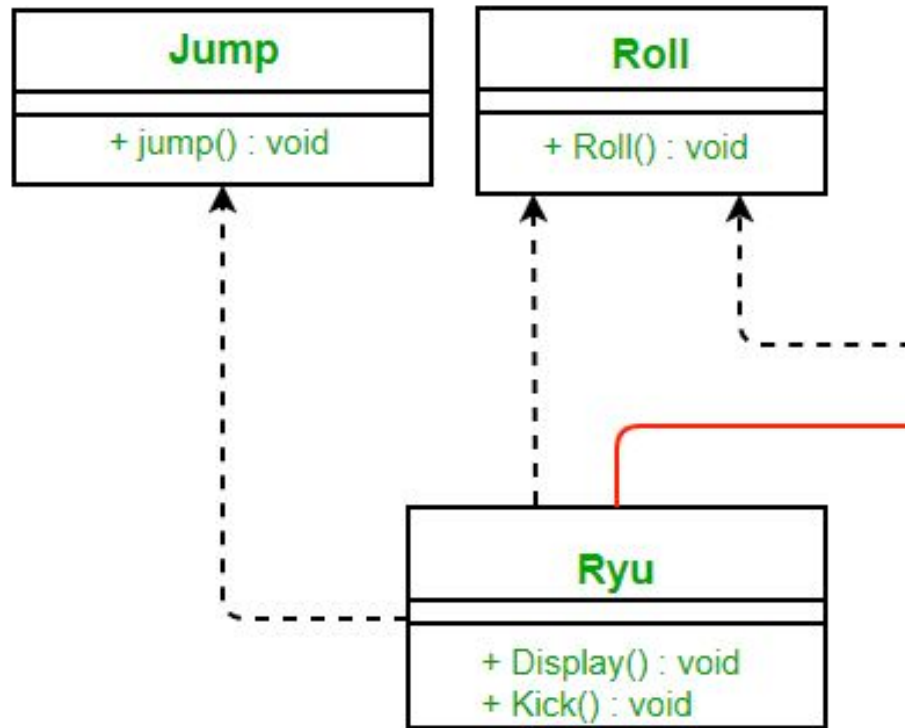 Jump
+ jump() : void
Roll
+ Roll() : void
Ryu
+ Display() : void
+ Kick() : void